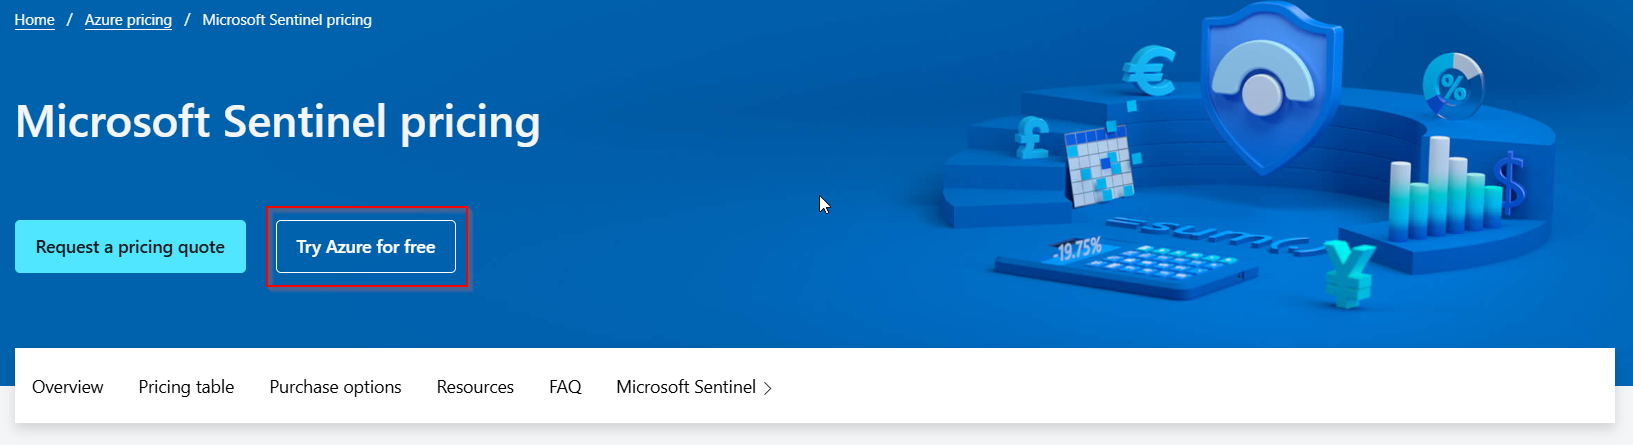 Home / Azure pricing / Microsoft Sentinel pricing
Microsoft Sentinel pricing
Request a pricing quote
Try Azure for free
€
%
£
$
-19.75%
¥
Overview
Pricing table
Purchase options
Resources
FAQ
Microsoft Sentinel >